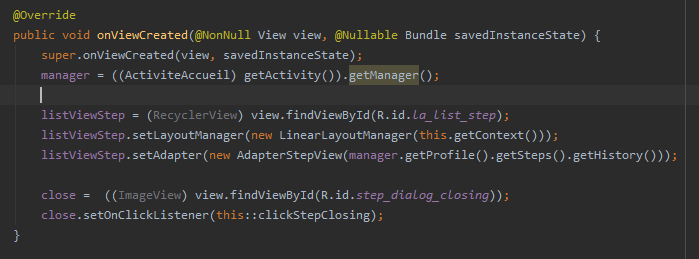 @Override
public void onViewCreated(@NonNull View view, @Nullable Bundle savedInstanceState) {
super.onViewCreated(view, savedInstanceState);
manager = ((ActiviteAccueil) getActivity()).getManager();
listViewStep = (RecyclerView) view.findViewById(R.id.la_list_step);
listViewStep.setLayoutManager(new LinearLayoutManager(this.getContext()));
listViewStep.setAdapter(new AdapterStepView(manager.getProfile().getSteps().getHistory()));
close = ((ImageView) view.findViewById(R.id.step_dialog_closing));
close.setOnClickListener(this::clickStepClosing);
}